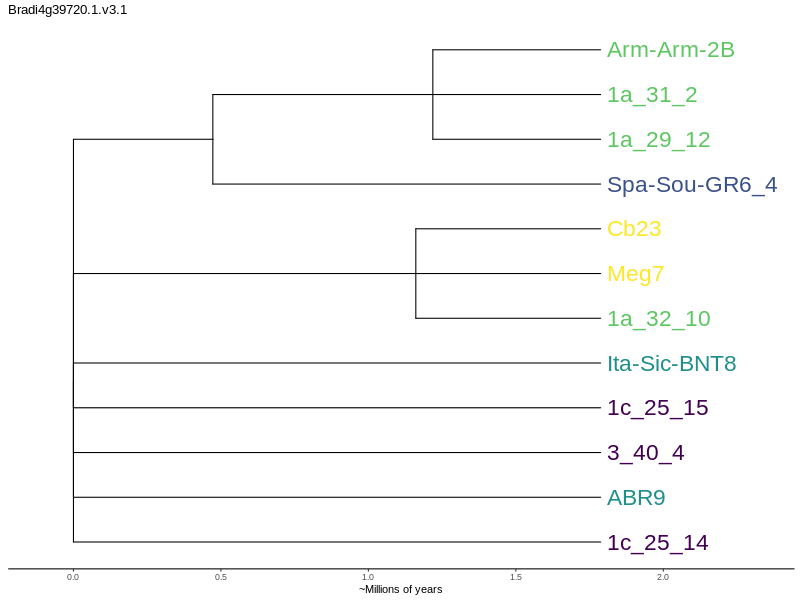 Bradi4g39720.1.v3.1
Arm-Arm-2B
1a_31_2
1a_29_12
Spa-Sou-GR6_4
Cb23
Meg7
1a_32_10
Ita-Sic-BNT8
1c_25_15
3_40_4
ABR9
1c_25_14
0.0 0.5 1.0 1.5 2.0
~Millions of years